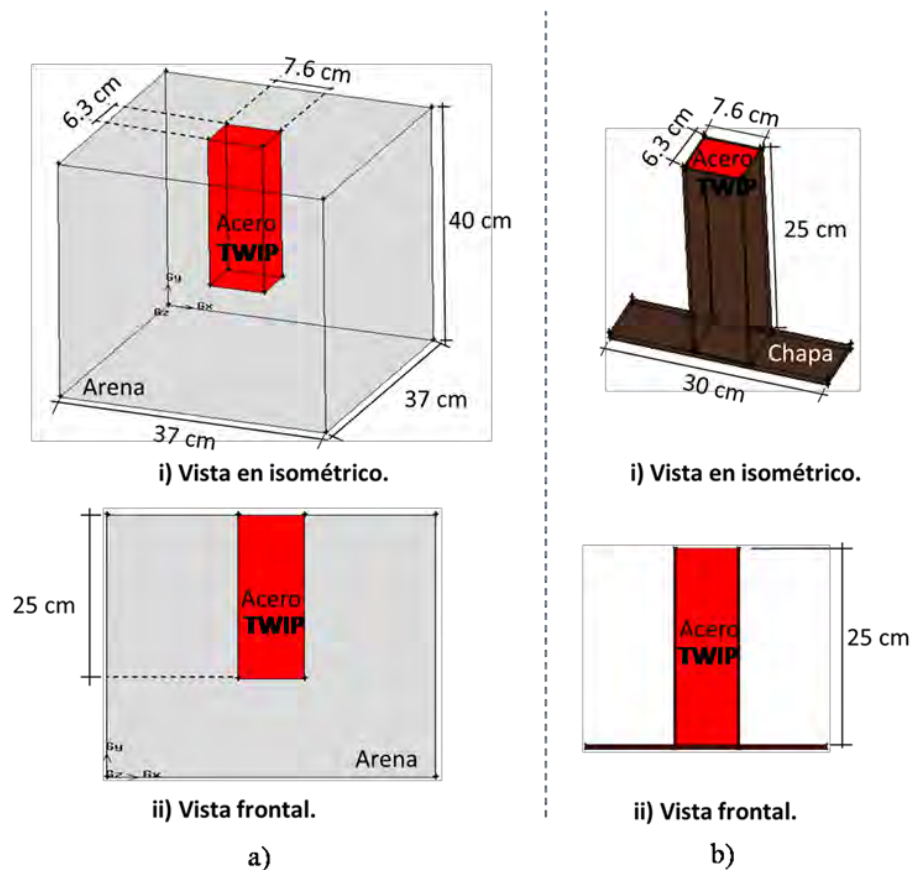 7.6 cm
6.3 cm
Acero
TWIP
40 cm
Gy
Gz
Gx
Arena
37 cm
37 cm
i) Vista en isométrico.
25 cm
Acero
TWIP
Gy
Gz
Gx
Arena
ii) Vista frontal.
a)
7.6 cm
6.3 cm
Acero
TWIP
25 cm
Chapa
30 cm
i) Vista en isométrico.
Acero
TWIP
25 cm
ii) Vista frontal.
b)